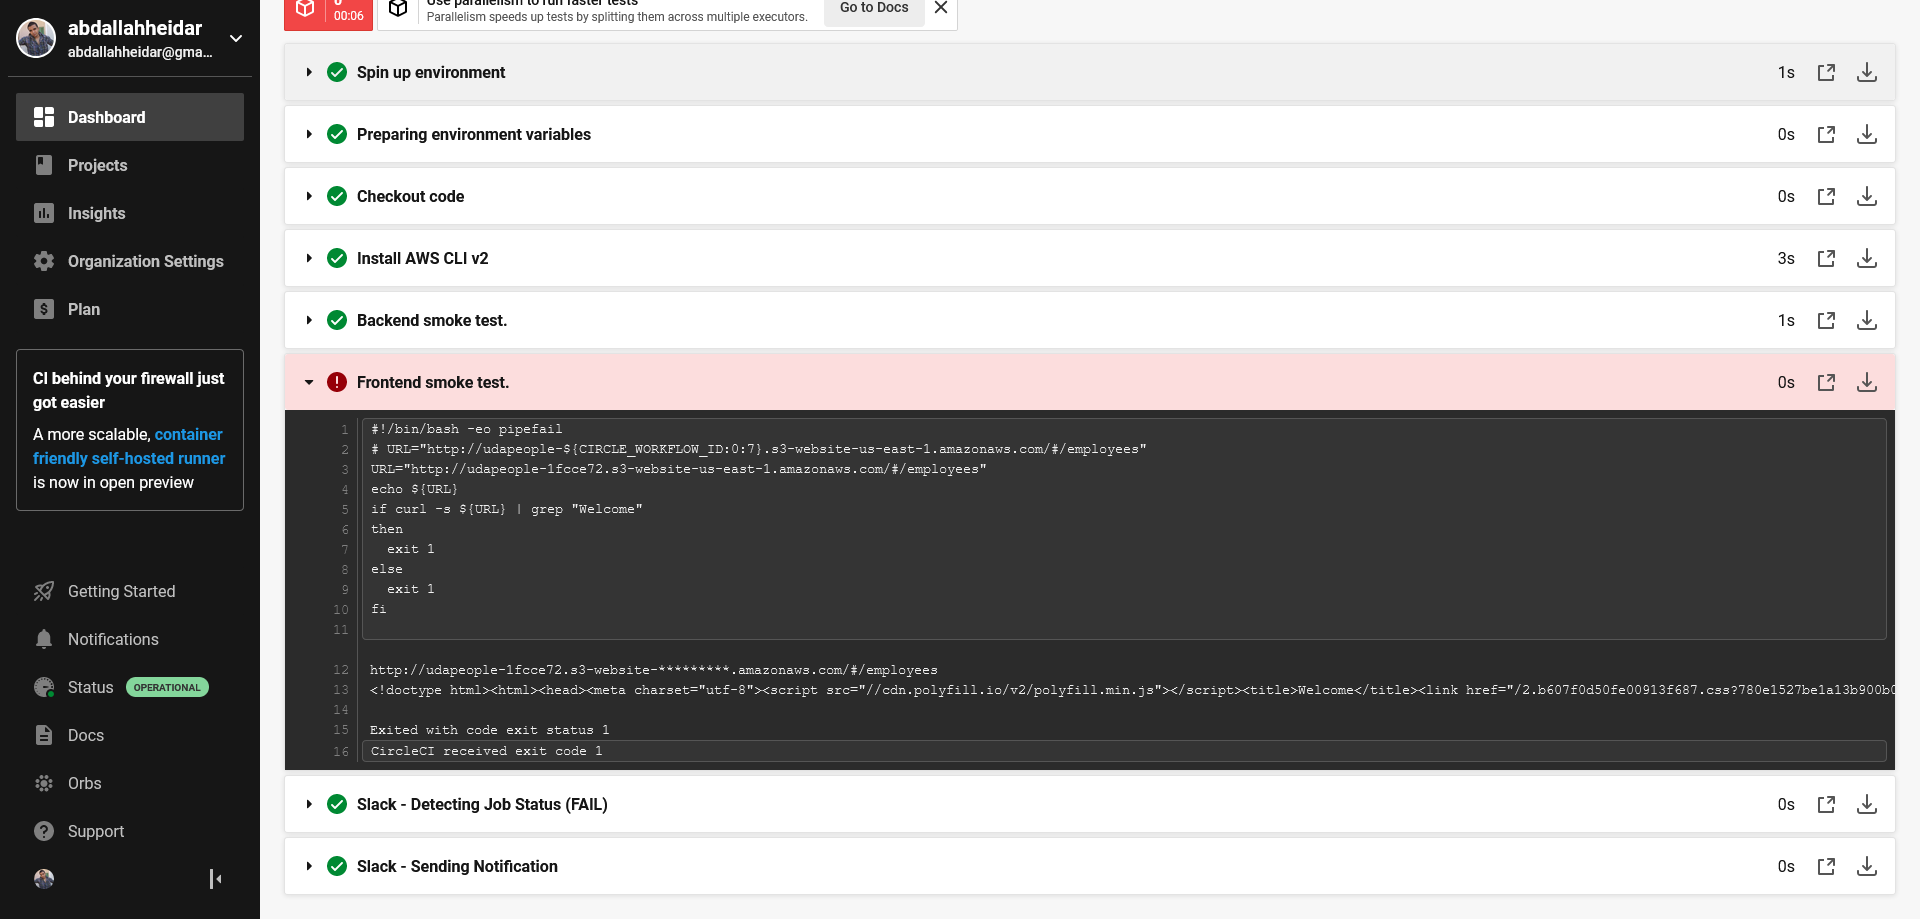 abdallahheidar
abdallahheidar@gma...
Dashboard
Projects
Insights
Organization Settings
Plan
CI behind your firewall just
got easier
A more scalable, container
friendly self-hosted runner
is now in open preview
Getting Started
Notifications
Status OPERATIONAL
Docs
Orbs
Support
0
00:06
Use parallelism to run faster tests
Parallelism speeds up tests by splitting them across multiple executors.
Go to Docs
Spin up environment 1s
Preparing environment variables 0s
Checkout code 0s
Install AWS CLI v2 3s
Backend smoke test. 1s
Frontend smoke test. 0s
1 #!/bin/bash -eo pipefail
2 # URL="http://udapeople-${CIRCLE_WORKFLOW_ID:0:7}.s3-website-us-east-1.amazonaws.com/#/employees"
3 URL="http://udapeople-1fcce72.s3-website-us-east-1.amazonaws.com/#/employees"
4 echo ${URL}
5 if curl -s ${URL} | grep "Welcome"
6 then
7 exit 1
8 else
9 exit 1
10 fi
11
12 http://udapeople-1fcce72.s3-website-*********.amazonaws.com/#/employees
13 <!doctype html><html><head><meta charset="utf-8"><script src="//cdn.polyfill.io/v2/polyfill.min.js"></script><title>Welcome</title><link href="/2.b607f0d50fe00913f687.css?780e1527be1a13b900b0
14
15 Exited with code exit status 1
16 CircleCI received exit code 1
Slack - Detecting Job Status (FAIL) 0s
Slack - Sending Notification 0s